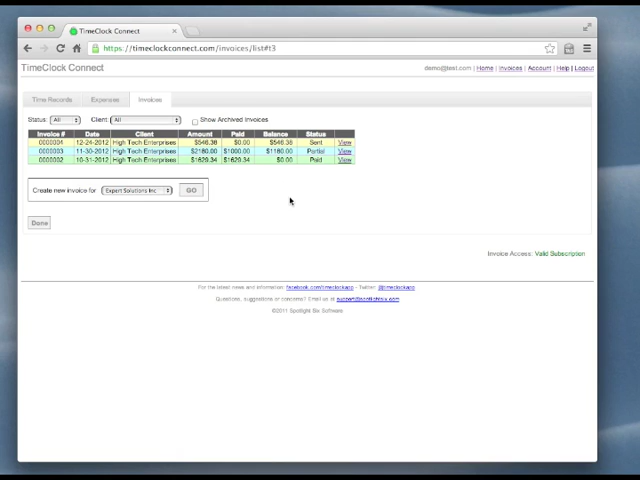 TimeClock Connect
https://timeclockconnect.com/invoices/list#t3
TimeClock Connect
demo@test.com | Home | Invoices | Account | Help | Logout
Time Records Expenses Invoices
Status: All Client: All Show Archived Invoices
Invoice # Date Client Amount Paid Balance Status
0000004 12-24-2012 High Tech Enterprises $546.38 $0.00 $546.38 Sent View
0000003 11-30-2012 High Tech Enterprises $2160.00 $1000.00 $1160.00 Partial View
0000002 10-31-2012 High Tech Enterprises $1629.34 $1629.34 $0.00 Paid View
Create new invoice for Expert Solutions Inc GO
Done
Invoice Access: Valid Subscription
For the latest news and information: facebook.com/timeclockapp - Twitter: @timeclockapp
Questions, suggestions or concerns? Email us at support@spotlightsix.com
©2011 Spotlight Six Software